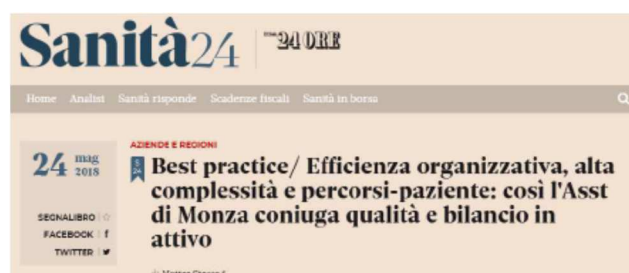 Sanità24 24 ORE
Home Analisi Sanità risponde Scadenze fiscali Sanità in borsa
24 mag 2018
AZIENDE E REGIONI
S 24
Best practice/ Efficienza organizzativa, alta
complessità e percorsi-paziente: così l'Asst
di Monza coniuga qualità e bilancio in
attivo
SEGNALIBRO
FACEBOOK f
TWITTER